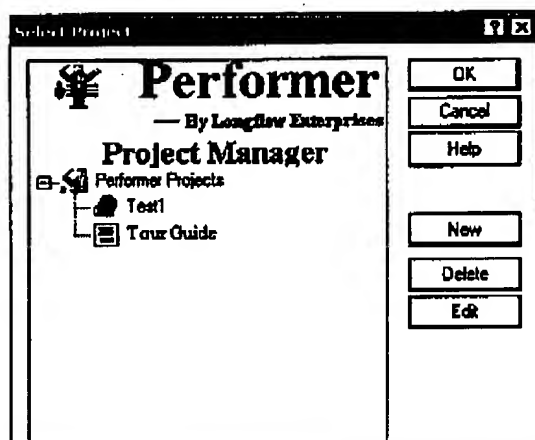 Select Project
Performer
— By Longflow Enterprises
Project Manager
Performer Projects
Test1
Tour Guide
OK
Cancel
Help
New
Delete
Edit